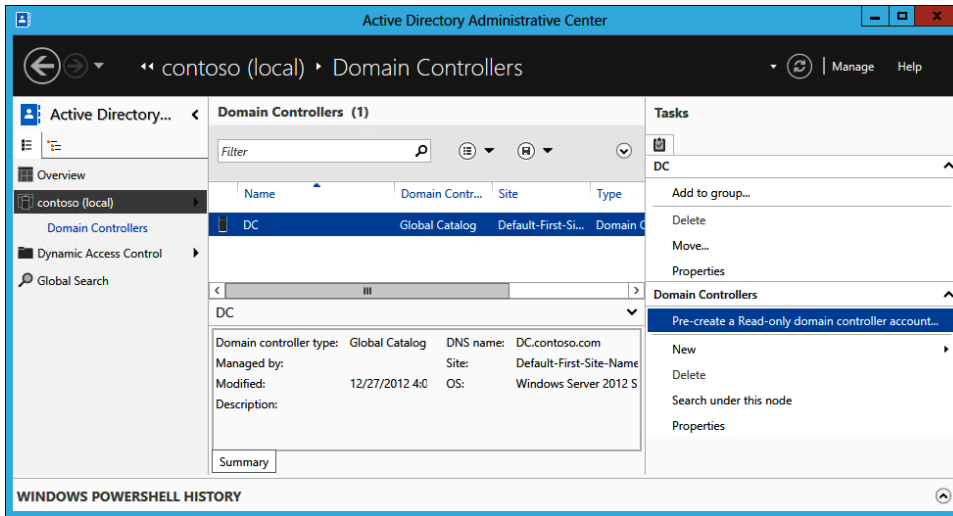 Active Directory Administrative Center
contoso (local) Domain Controllers
Manage Help
Active Directory...
Overview
contoso (local)
Domain Controllers
Dynamic Access Control
Global Search
Domain Controllers (1)
Filter
Name Domain Contr... Site Type
DC Global Catalog Default-First-Si... Domain C
DC
Domain controller type: Global Catalog DNS name: DC.contoso.com
Managed by: Site: Default-First-Site-Name
Modified: 12/27/2012 4:0 OS: Windows Server 2012 S
Description:
Summary
Tasks
DC
Add to group...
Delete
Move...
Properties
Domain Controllers
Pre-create a Read-only domain controller account...
New
Delete
Search under this node
Properties
WINDOWS POWERSHELL HISTORY